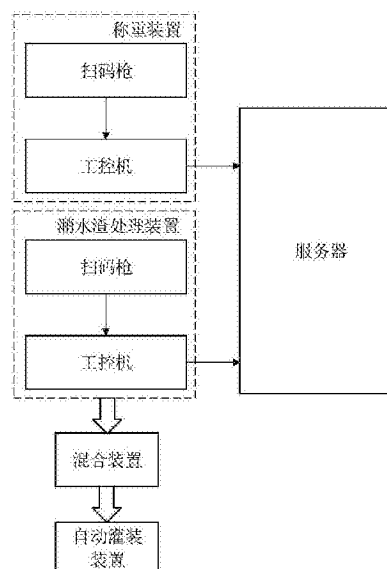 称重装置
扫码枪
工控机
潲水渣处理装置
扫码枪
工控机
服务器
混合装置
自动灌装
装置